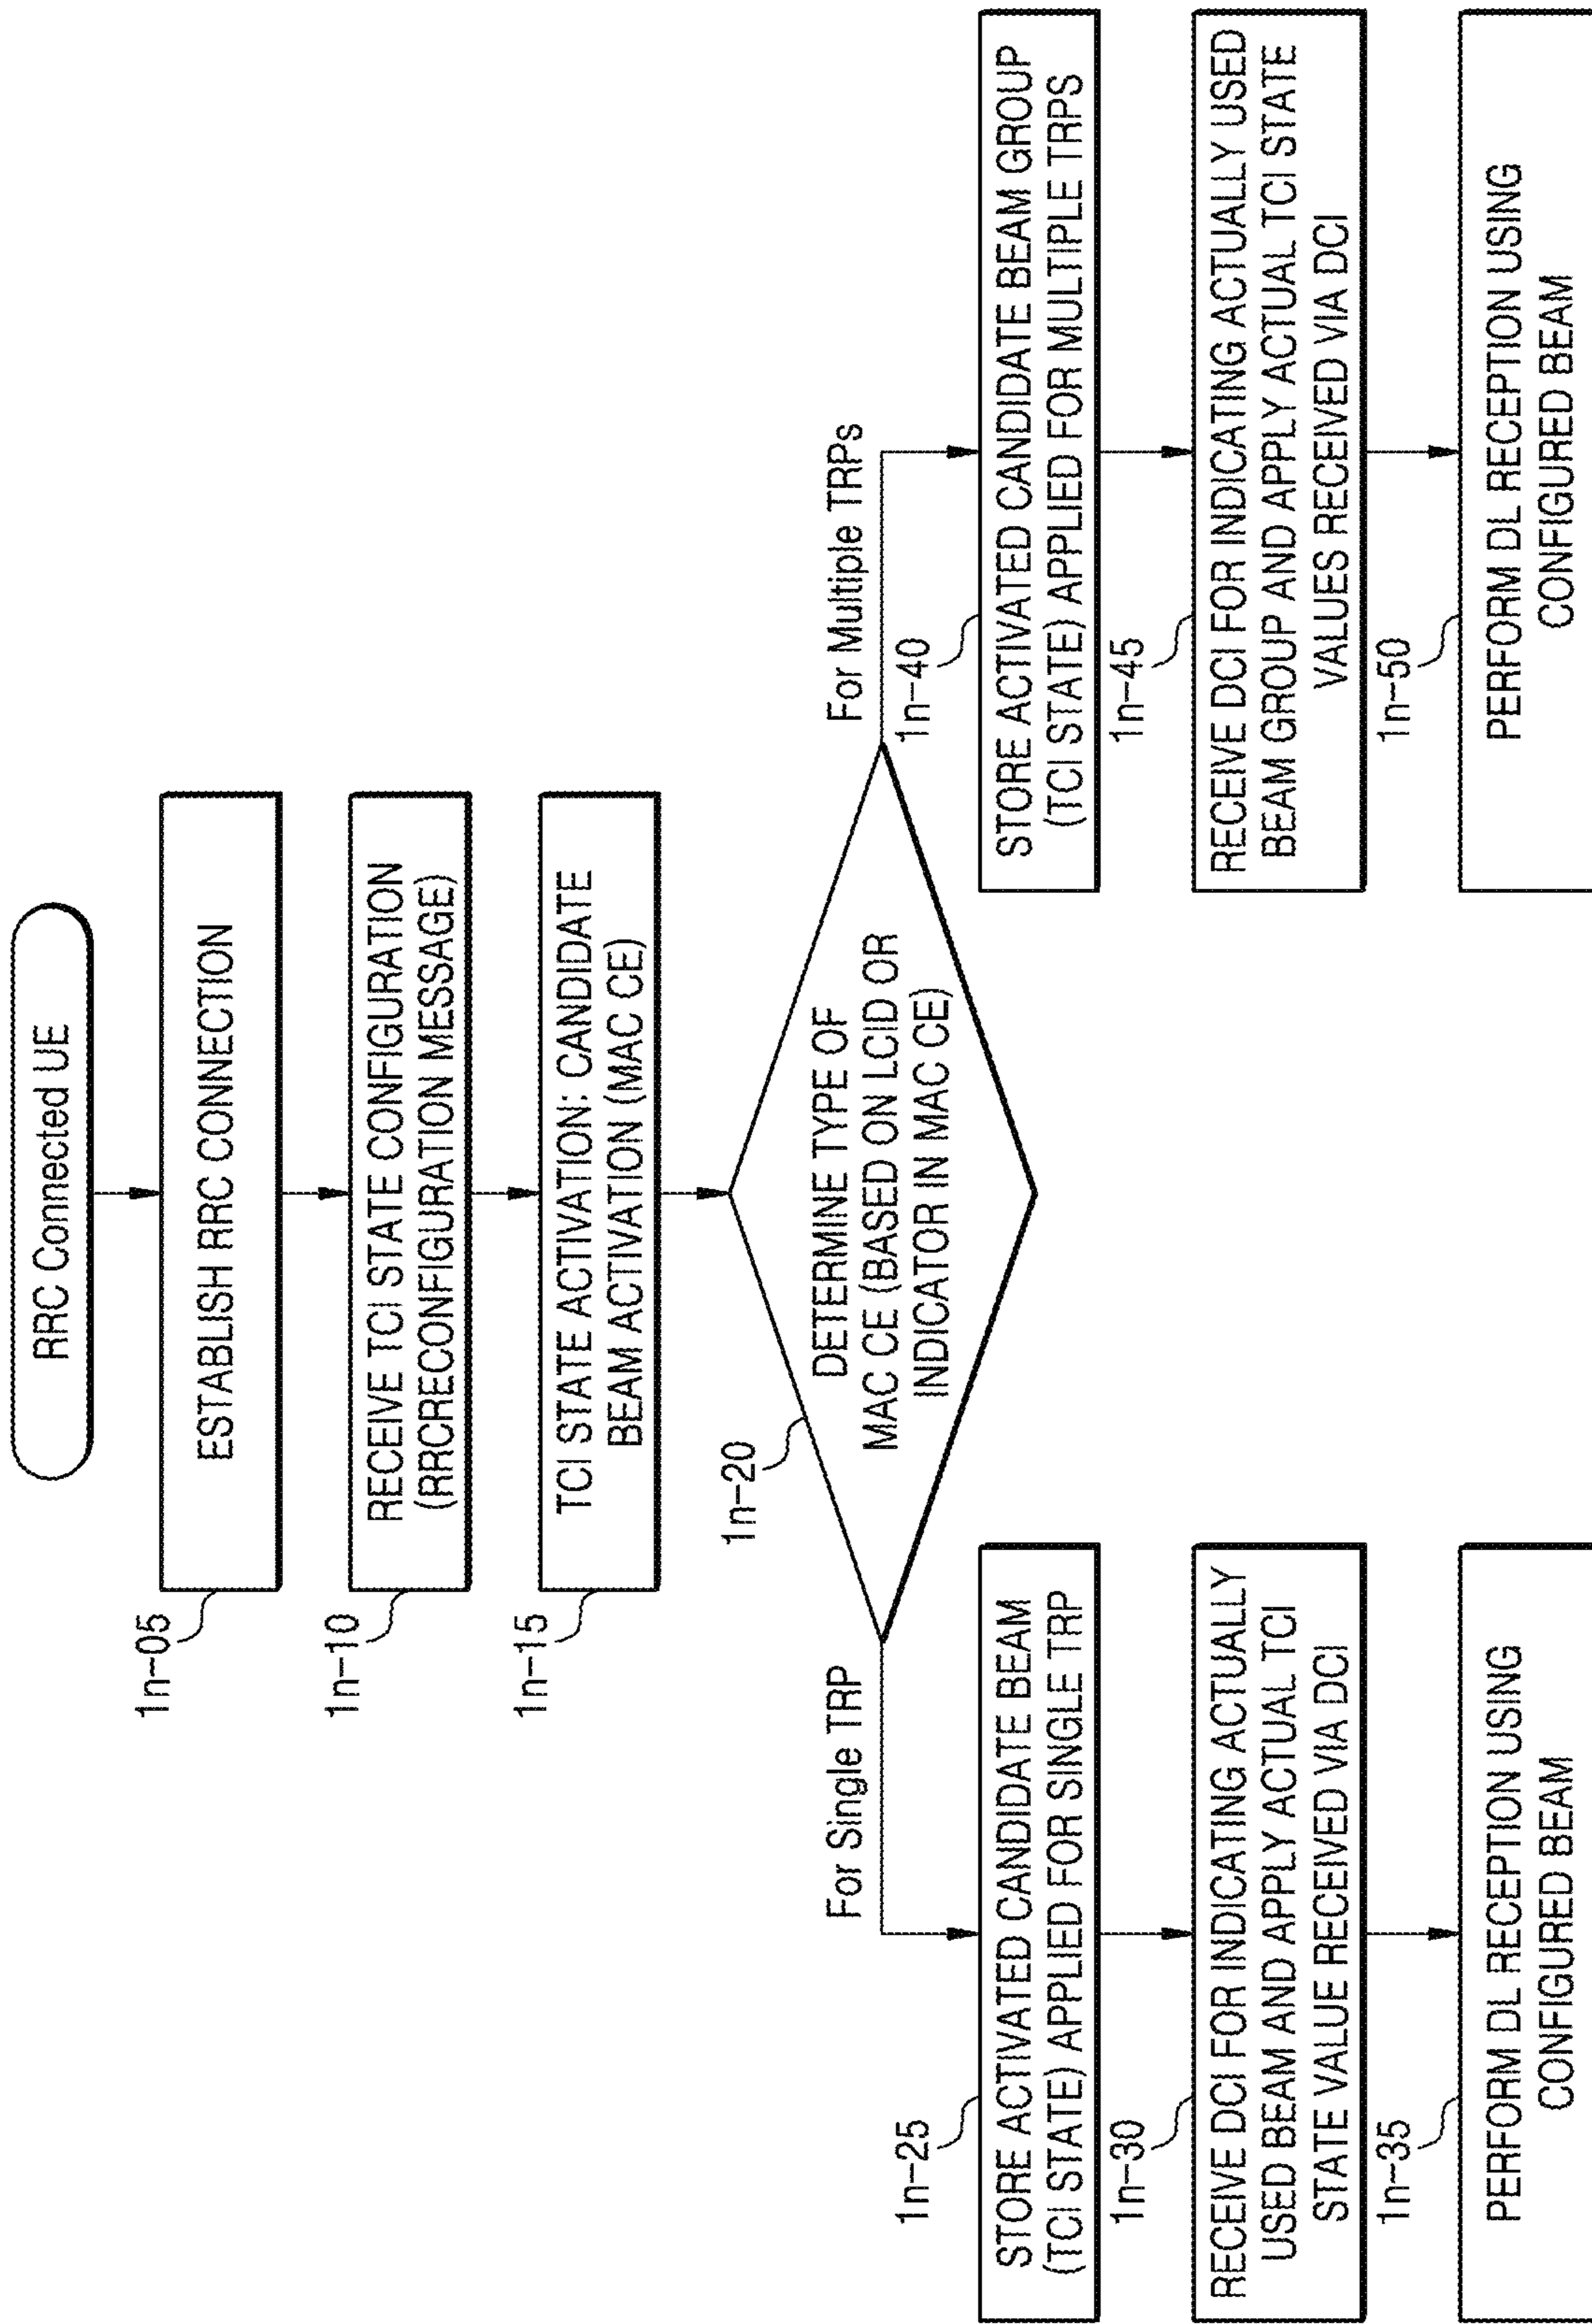 RRC Connected UE
1n-05
ESTABLISH RRC CONNECTION
1n-10
RECEIVE TCI STATE CONFIGURATION
(RRCRECONFIGURATION MESSAGE)
1n-15
TCI STATE ACTIVATION: CANDIDATE
BEAM ACTIVATION (MAC CE)
1n-20
DETERMINE TYPE OF
MAC CE (BASED ON LCID OR
INDICATOR IN MAC CE)
For Single TRP
1n-25
STORE ACTIVATED CANDIDATE BEAM
(TCI STATE) APPLIED FOR SINGLE TRP
1n-30
RECEIVE DCI FOR INDICATING ACTUALLY
USED BEAM AND APPLY ACTUAL TCI
STATE VALUE RECEIVED VIA DCI
1n-35
PERFORM DL RECEPTION USING
CONFIGURED BEAM
For Multiple TRPs
1n-40
STORE ACTIVATED CANDIDATE BEAM GROUP
(TCI STATE) APPLIED FOR MULTIPLE TRPS
1n-45
RECEIVE DCI FOR INDICATING ACTUALLY USED
BEAM GROUP AND APPLY ACTUAL TCI STATE
VALUES RECEIVED VIA DCI
1n-50
PERFORM DL RECEPTION USING
CONFIGURED BEAM